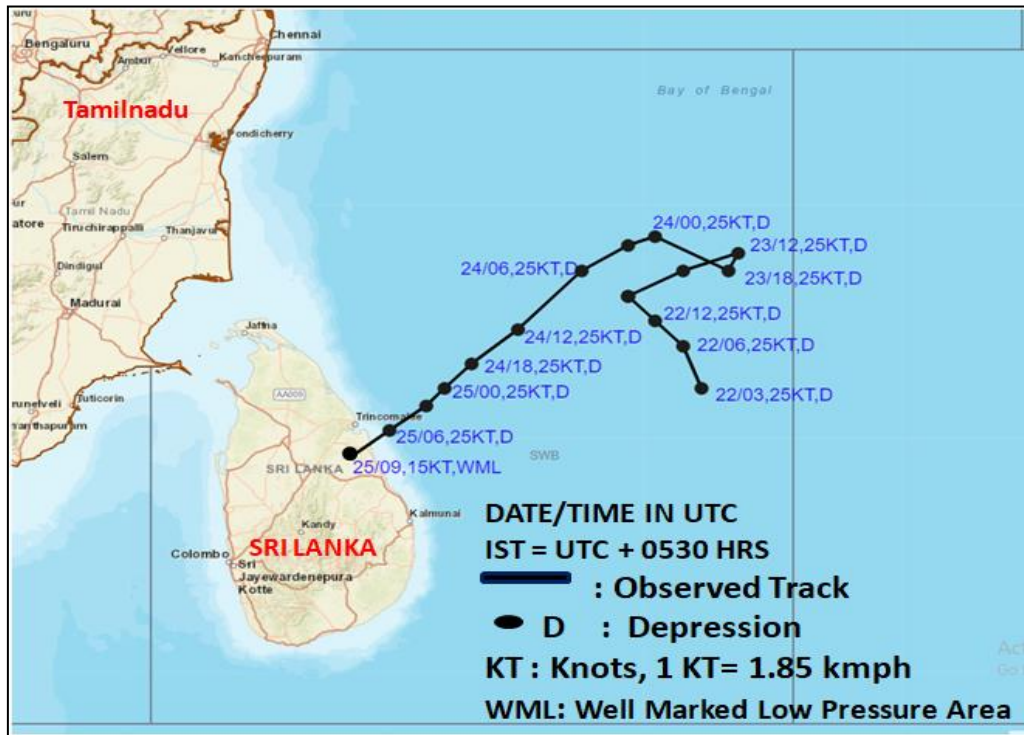 Bengaluru
Chennai
Vellore
Ambur
Kancheepuram
Tamilnadu
Bay of Bengal
Pondicherry
Salem
Tamil Nadu
atore
Tiruchirappalli
Thanjavur
24/00,25KT,D
23/12,25KT,D
24/06,25KT,D
23/18,25KT,D
Dindigul
Madurai
22/12,25KT,D
Jaffna
24/12,25KT,D
22/06,25KT,D
24/18,25KT,D
25/00,25KT,D
22/03,25KT,D
Tuticorin
runelveli
Trincomalee
25/06,25KT,D
SWB
SRI LANKA
25/09,15KT,WML
Kalmunai
Kandy
SRI LANKA
Colombo
Sri
Jayewardenepura
Kotte
DATE/TIME IN UTC
IST = UTC + 0530 HRS
: Observed Track
D : Depression
KT : Knots, 1 KT= 1.85 kmph
WML: Well Marked Low Pressure Area